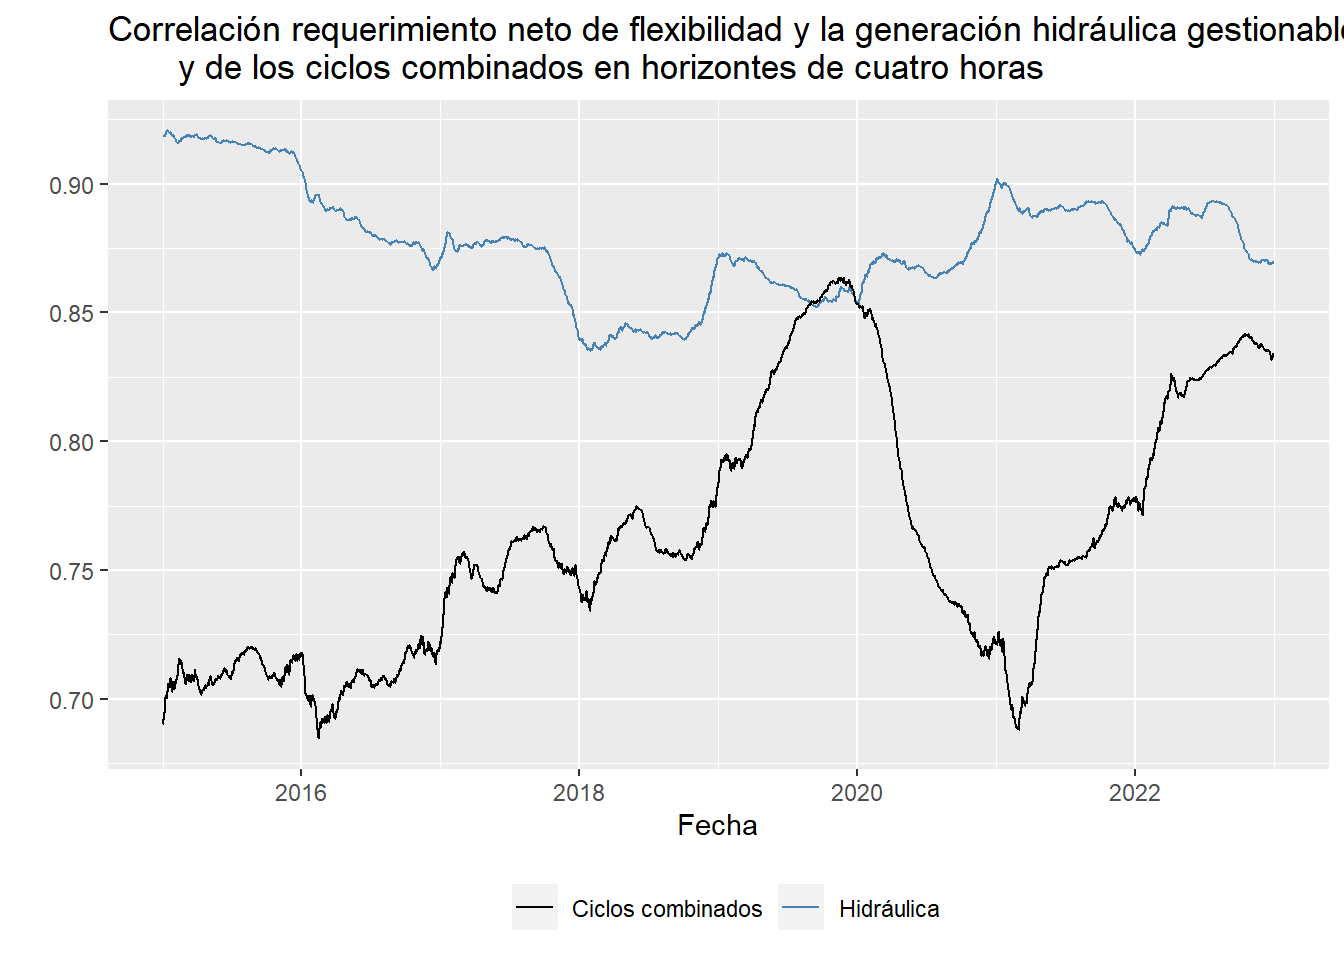 Correlación requerimiento neto de flexibilidad y la generación hidráulica gestionable
y de los ciclos combinados en horizontes de cuatro horas
0.90
0.85
0.80
0.75
0.70
2016 2018 2020 2022
Fecha
Ciclos combinados Hidráulica